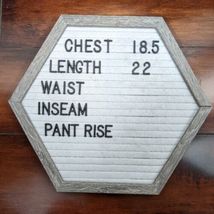 CHEST 18.5
LENGTH 22
WAIST
INSEAM
PANT RISE